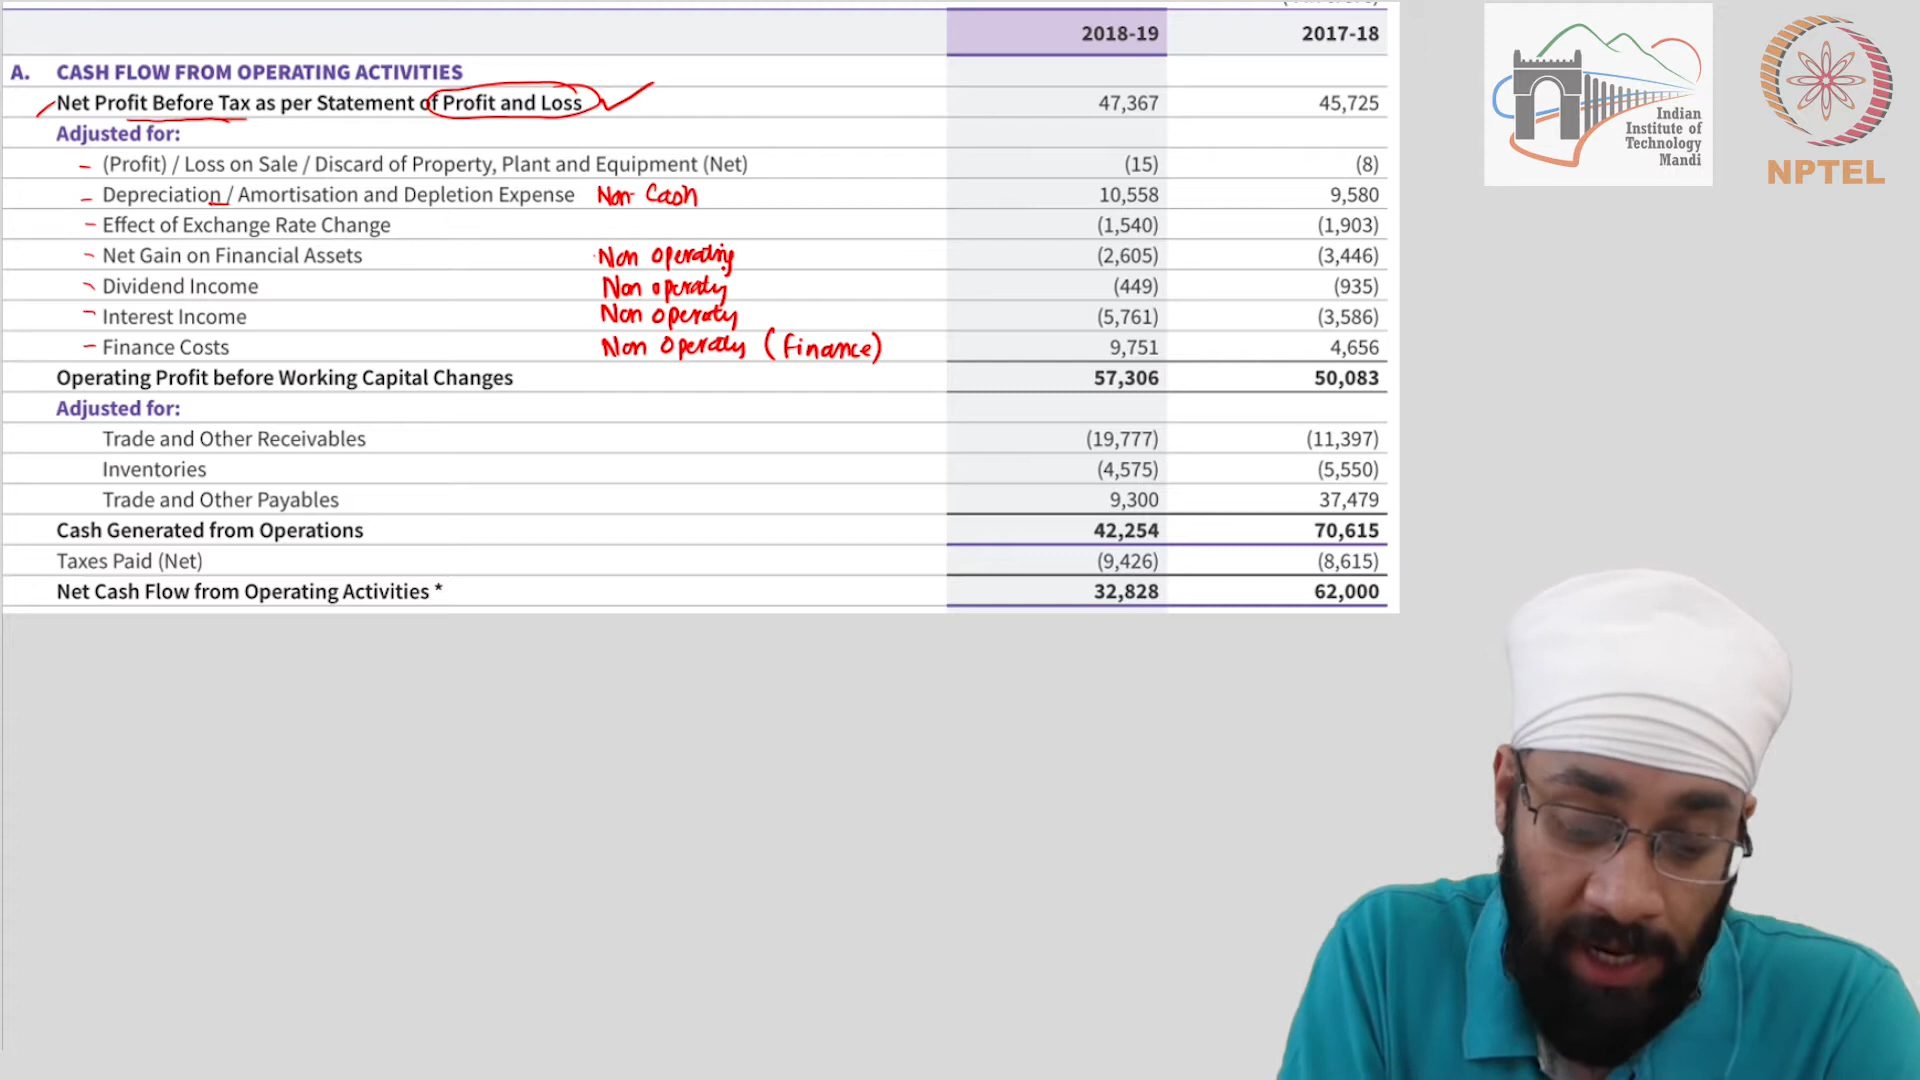 2018-19 2017-18
A. CASH FLOW FROM OPERATING ACTIVITIES
Net Profit Before Tax as per Statement of Profit and Loss 47,367 45,725
Adjusted for:
(Profit) / Loss on Sale / Discard of Property, Plant and Equipment (Net) (15) (8)
Depreciation / Amortisation and Depletion Expense Non Cash 10,558 9,580
Effect of Exchange Rate Change (1,540) (1,903)
Net Gain on Financial Assets Non operating (2,605) (3,446)
Dividend Income Non operaty (449) (935)
Interest Income Non operaty (5,761) (3,586)
Finance Costs Non Operaty (Finance) 9,751 4,656
Operating Profit before Working Capital Changes 57,306 50,083
Adjusted for:
Trade and Other Receivables (19,777) (11,397)
Inventories (4,575) (5,550)
Trade and Other Payables 9,300 37,479
Cash Generated from Operations 42,254 70,615
Taxes Paid (Net) (9,426) (8,615)
Net Cash Flow from Operating Activities * 32,828 62,000
Indian
Institute of
Technology
Mandi
NPTEL